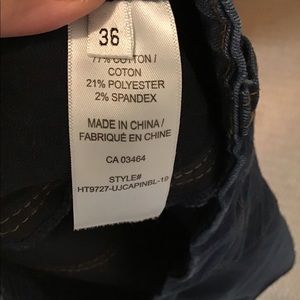 36
77% COTTON /
COTON
21% POLYESTER
2% SPANDEX
MADE IN CHINA /
FABRIQUÉ EN CHINE
CA 03464
STYLE#
HT9727-UJCAPINBL-19